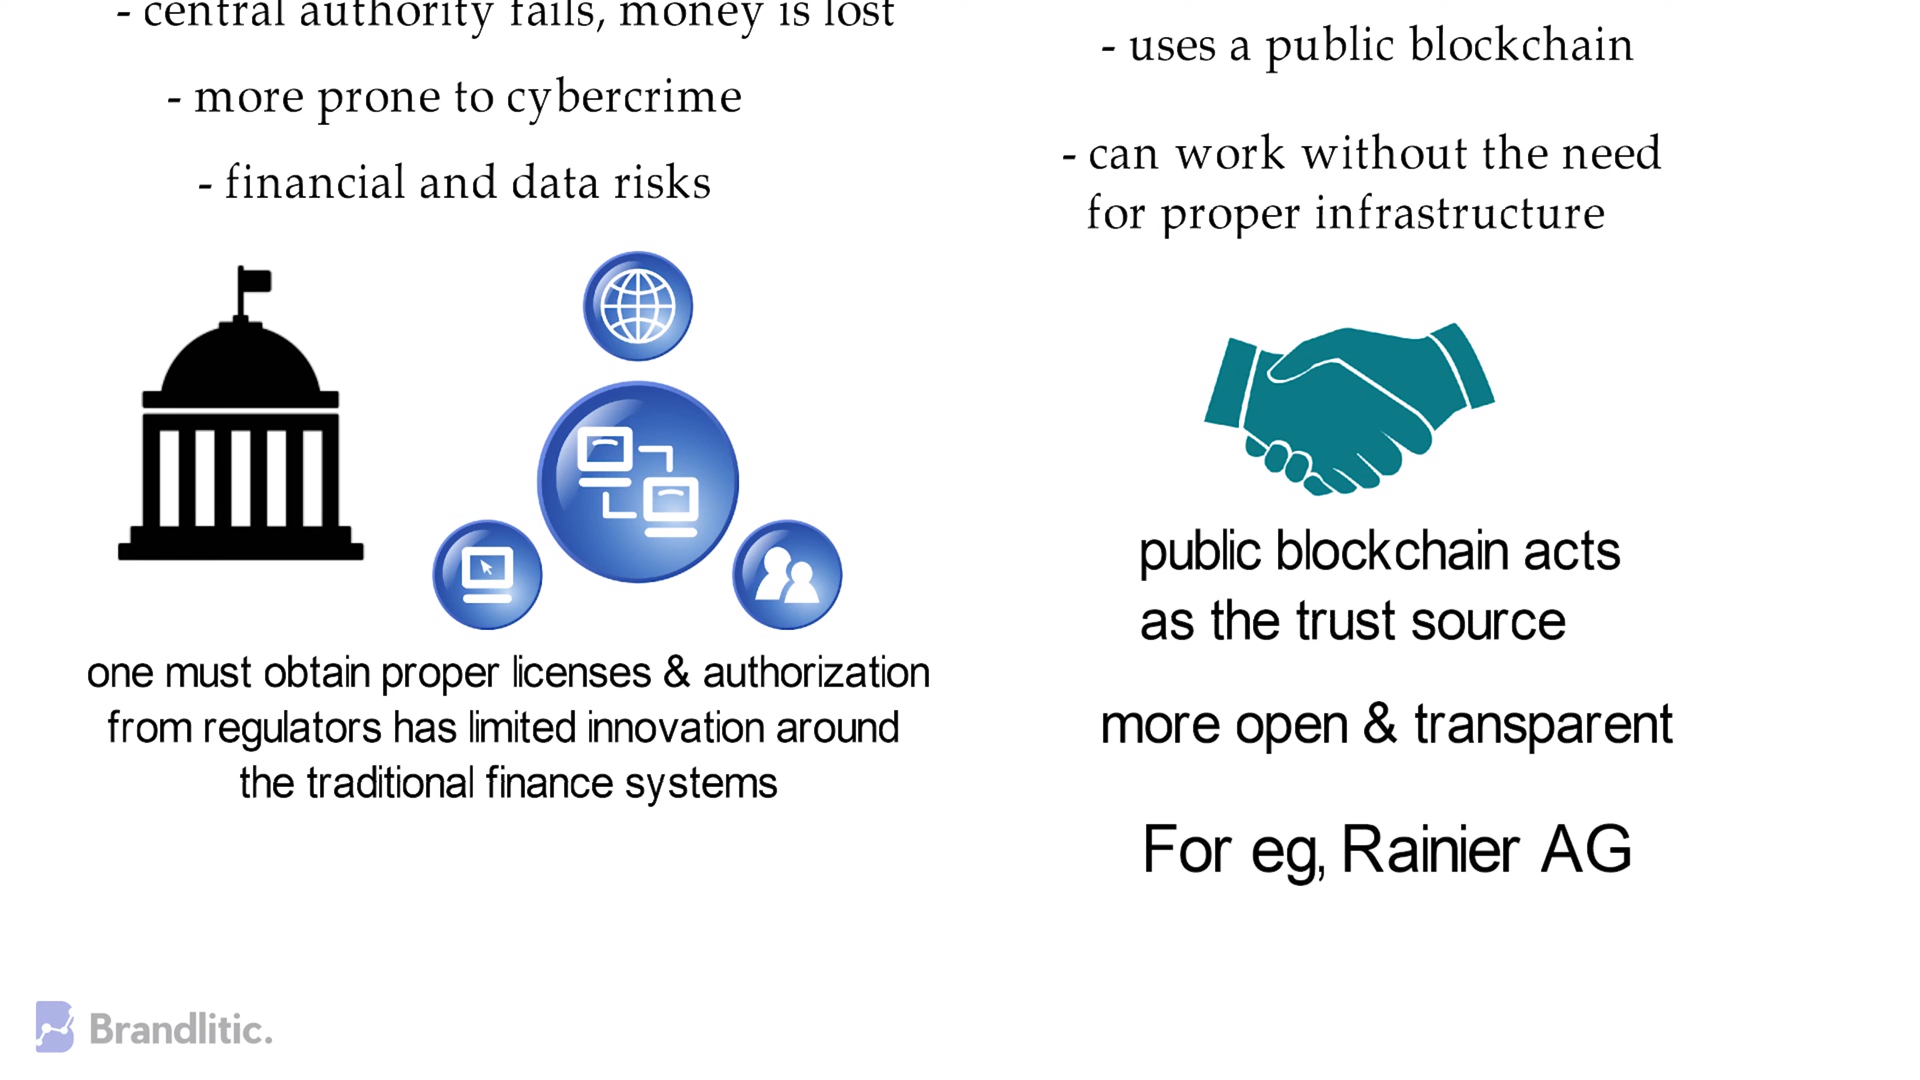 - central authority fails, money is lost
- more prone to cybercrime
- financial and data risks
one must obtain proper licenses & authorization
from regulators has limited innovation around
the traditional finance systems
- uses a public blockchain
- can work without the need
for proper infrastructure
public blockchain acts
as the trust source
more open & transparent
For eg, Rainier AG
Brandlitic.